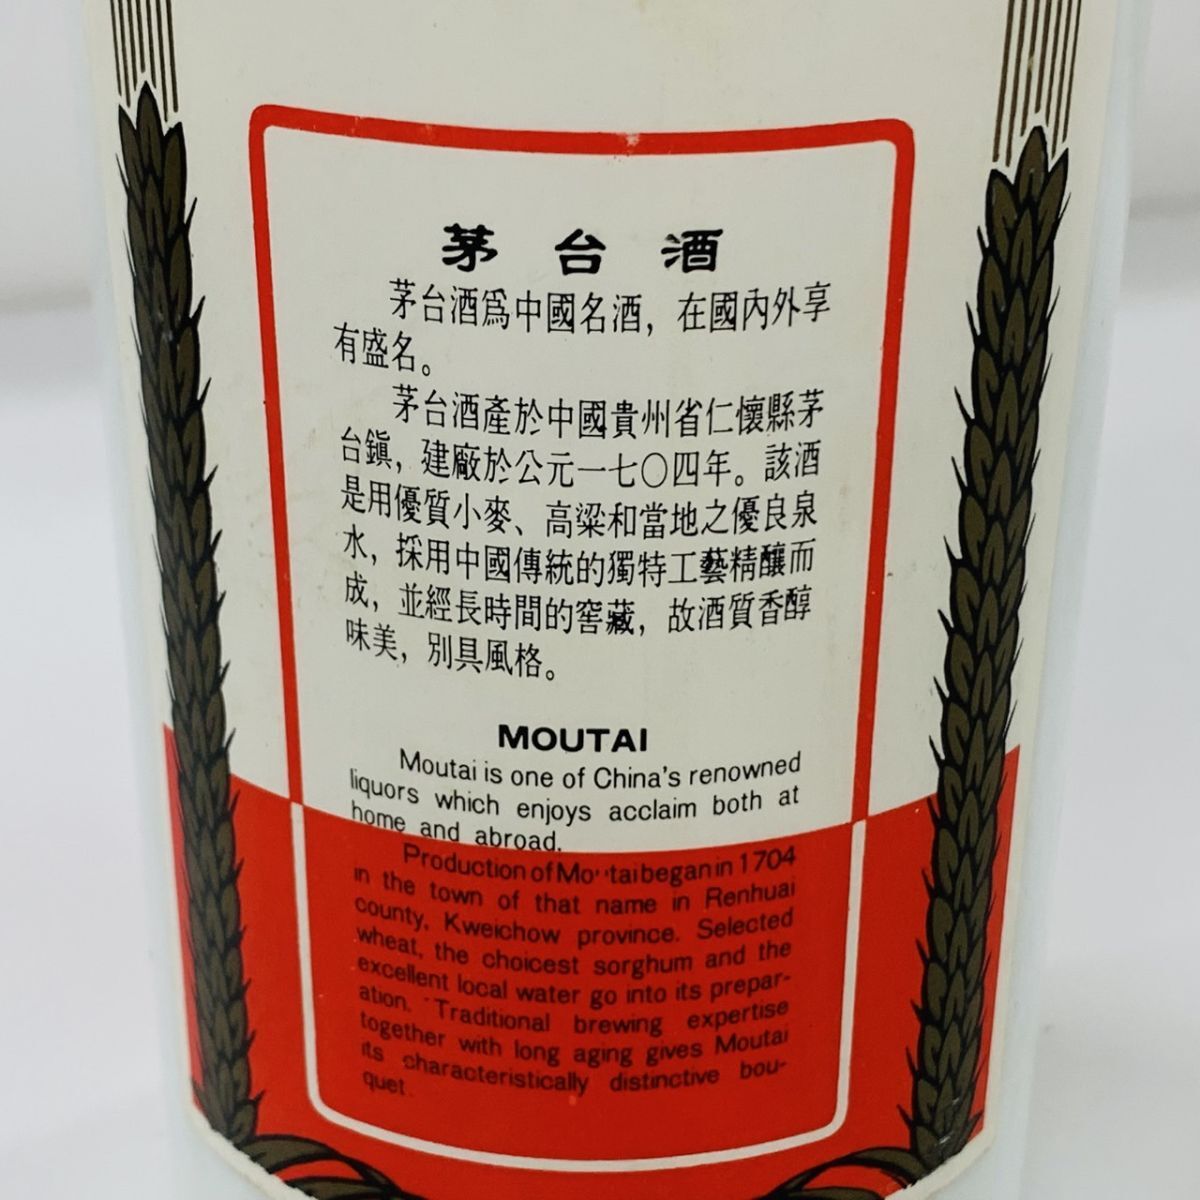 茅台酒
茅台酒爲中國名酒，在國內外享
有盛名。
茅台酒產於中國貴州省仁懷縣茅
台鎭，建廠於公元一七〇四年。該酒
是用優質小麥、高粱和當地之優良泉
水，採用中國傳統的獨特工藝精釀而
成，並經長時間的窖藏，故酒質香醇
味美，別具風格。
MOUTAI
Moutai is one of China's renowned
liquors which enjoys acclaim both at
home and abroad.
Production of Moutai began in 1704
in the town of that name in Renhuai
county, Kweichow province. Selected
wheat, the choicest sorghum and the
excellent local water go into its prepar-
ation. Traditional brewing expertise
together with long aging gives Moutai
its characteristically distinctive bou-
quet.